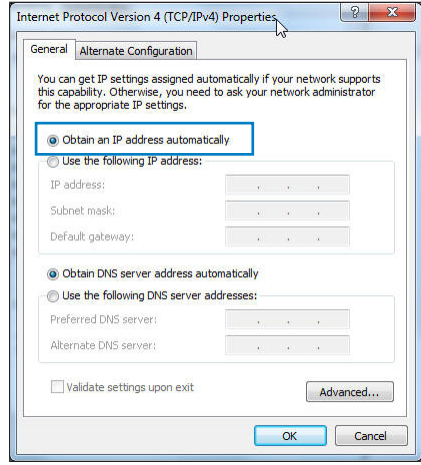 Internet Protocol Version 4 (TCP/IPv4) Properties
?
General
Alternate Configuration
You can get IP settings assigned automatically if your network supports
this capability. Otherwise, you need to ask your network administrator
for the appropriate IP settings.
Obtain an IP address automatically
Use the following IP address:
IP address:
Subnet mask:
Default gateway:
Obtain DNS server address automatically
Use the following DNS server addresses:
Preferred DNS server:
Alternate DNS server:
Validate settings upon exit
Advanced...
OK
Cancel